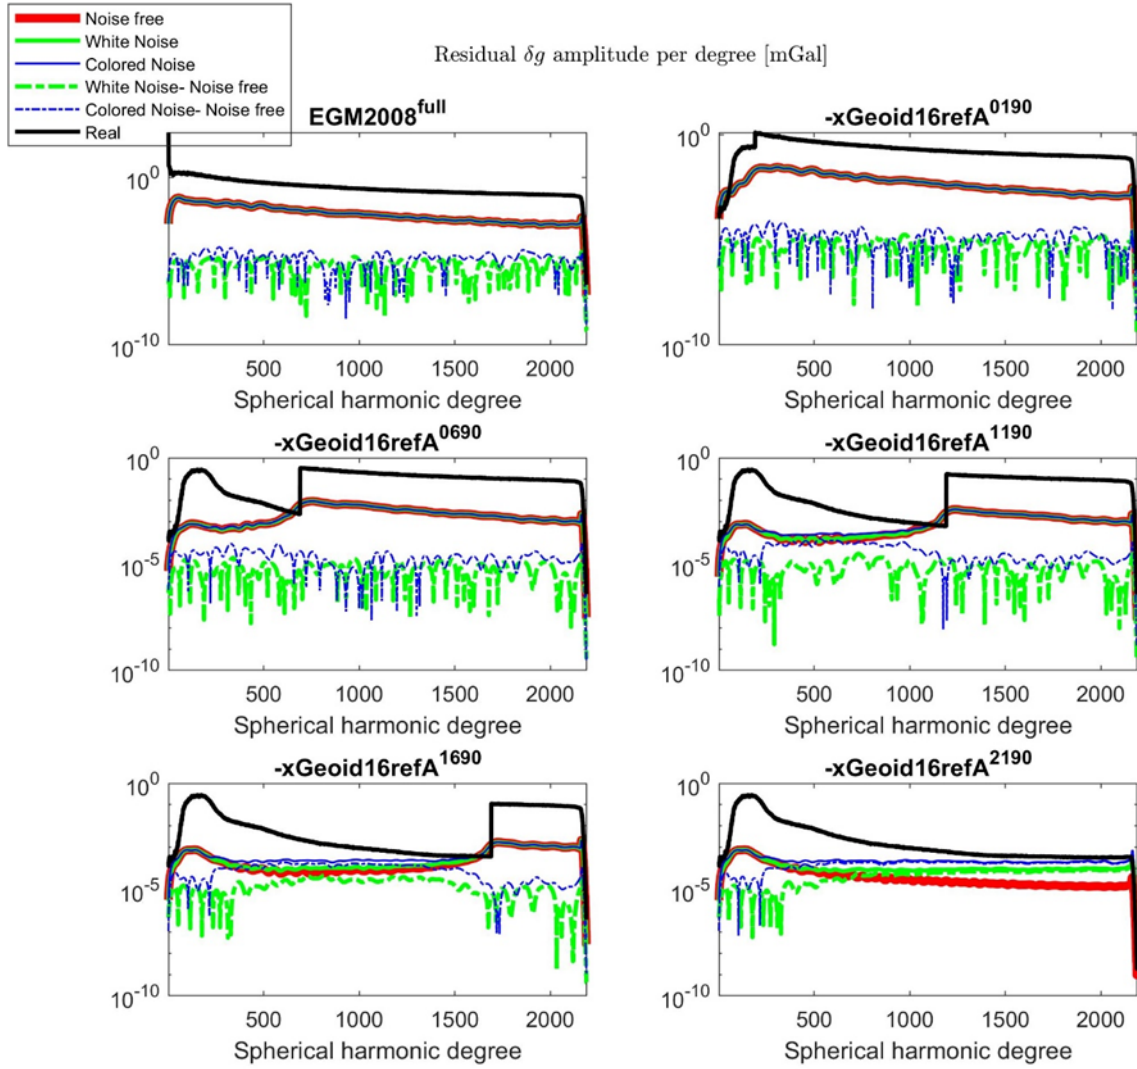 Noise free
White Noise
Colored Noise
White Noise- Noise free
Colored Noise- Noise free
Real
Residual δg amplitude per degree [mGal]
EGM2008^full
10^0
10^-10
500 1000 1500 2000
Spherical harmonic degree
-xGeoid16refA^0190
10^0
10^-10
500 1000 1500 2000
Spherical harmonic degree
-xGeoid16refA^0690
10^0
10^-5
10^-10
500 1000 1500 2000
Spherical harmonic degree
-xGeoid16refA^1190
10^0
10^-5
10^-10
500 1000 1500 2000
Spherical harmonic degree
-xGeoid16refA^1690
10^0
10^-5
10^-10
500 1000 1500 2000
Spherical harmonic degree
-xGeoid16refA^2190
10^0
10^-5
10^-10
500 1000 1500 2000
Spherical harmonic degree